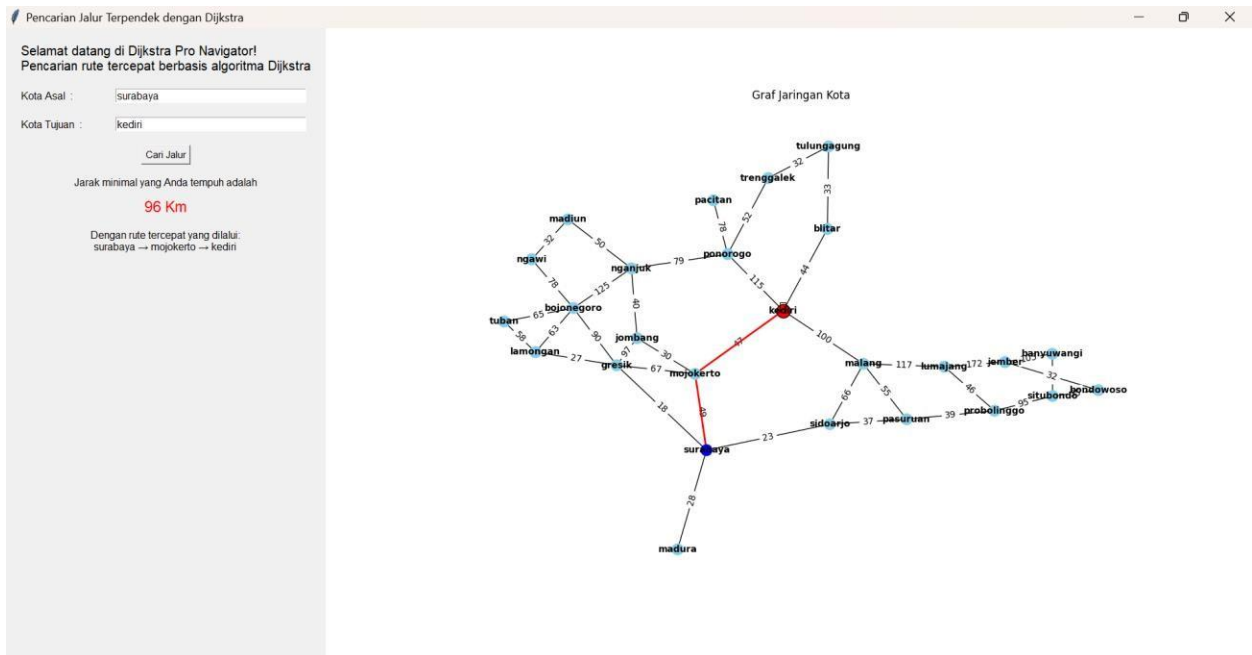 Pencarian Jalur Terpendek dengan Dijkstra
Selamat datang di Dijkstra Pro Navigator!
Pencarian rute tercepat berbasis algoritma Dijkstra
Kota Asal :
surabaya
Kota Tujuan :
kediri
Cari Jalur
Jarak minimal yang Anda tempuh adalah
96 Km
Dengan rute tercepat yang dilalui:
surabaya → mojokerto → kediri
Graf Jaringan Kota
tulungagung
32
trenggalek
33
pacitan
52
78
madiun
blitar
32
50
ponorogo
ngawi
79
nganjuk
44
78
125
115
40
bojonegoro
kediri
65
tuban
58
63
90
jombang
100
47
lamongan
97
30
27
gresik
67
mojokerto
malang
117
lumajang
172
jember
banyuwangi
32
66
55
46
bondowoso
situbondo
95
18
49
probolinggo
39
pasuruan
37
sidoarjo
23
surabaya
28
madura